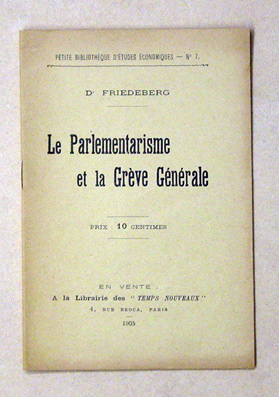 PETITE BIBLIOTHÈQUE D'ÉTUDES ÉCONOMIQUES — N° 7.
Dr FRIEDEBERG
Le Parlementarisme
et la Grève Générale
PRIX : 10 CENTIMES
EN VENTE :
A la Librairie des "TEMPS NOUVEAUX"
4, RUE BROCA, PARIS
1905